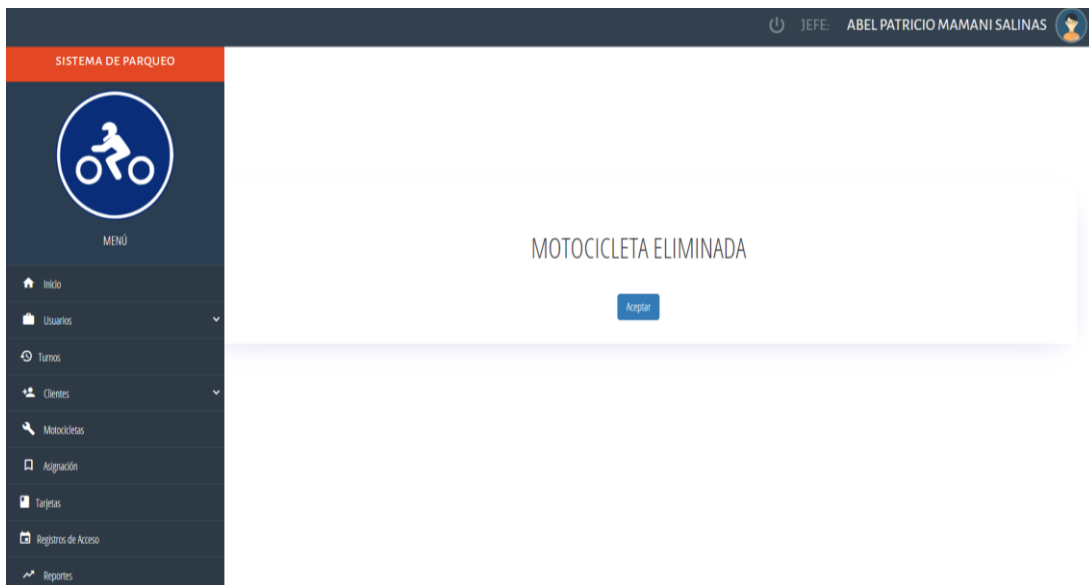 JEFE: ABEL PATRICIO MAMANI SALINAS
SISTEMA DE PARQUEO
MENÚ
Inicio
Usuarios
Turnos
Clientes
Motocicletas
Asignación
Tarjetas
Registros de Acceso
Reportes
MOTOCICLETA ELIMINADA
Aceptar